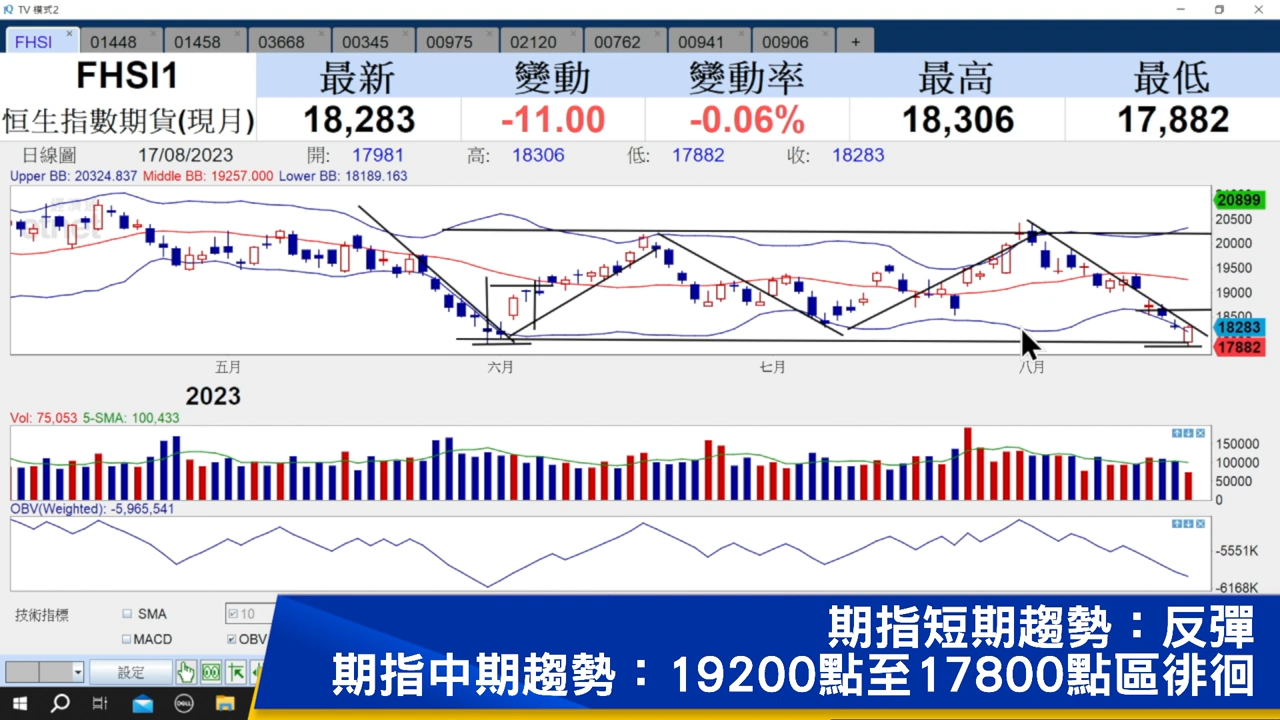 TV 模式2
FHSI 01448 01458 03668 00345 00975 02120 00762 00941 00906 +
FHSI1 最新 變動 變動率 最高 最低
恒生指數期貨(現月) 18,283 -11.00 -0.06% 18,306 17,882
日線圖 17/08/2023 開: 17981 高: 18306 低: 17882 收: 18283
Upper BB: 20324.837 Middle BB: 19257.000 Lower BB: 18189.163
20899
20500
20000
19500
19000
18500
18283
17882
五月 六月 七月 八月
2023
Vol: 75,053 5-SMA: 100,433
150000
100000
50000
0
OBV(Weighted): -5,965,541
-5551K
-6168K
技術指標 SMA 10
MACD OBV
期指短期趨勢：反彈
期指中期趨勢：19200點至17800點區徘徊
設定
DELL